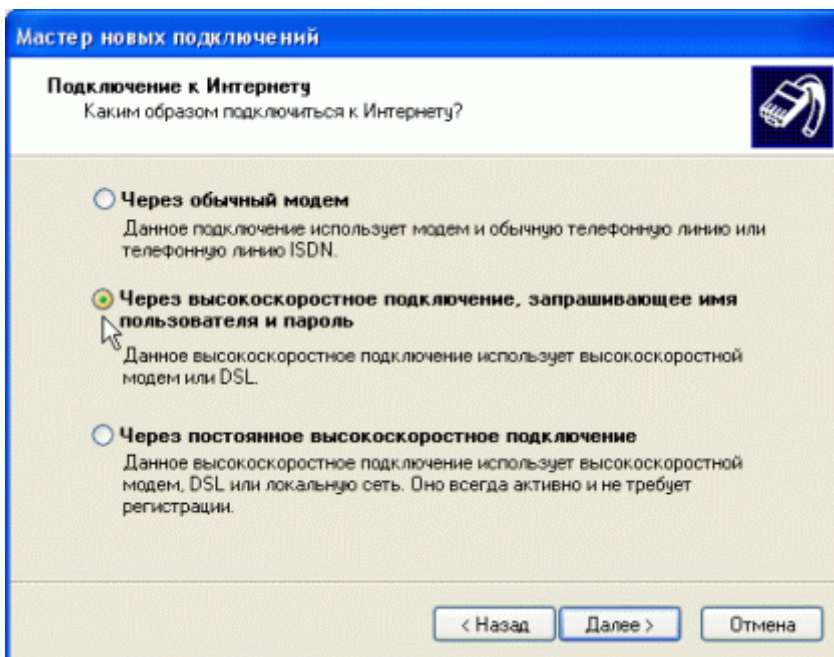 Мастер новых подключений
Подключение к Интернету
Каким образом подключиться к Интернету?
Через обычный модем
Данное подключение использует модем и обычную телефонную линию или
телефонную линию ISDN.
Через высокоскоростное подключение, запрашивающее имя
пользователя и пароль
Данное высокоскоростное подключение использует высокоскоростной
модем или DSL.
Через постоянное высокоскоростное подключение
Данное высокоскоростное подключение использует высокоскоростной
модем, DSL или локальную сеть. Оно всегда активно и не требует
регистрации.
< Назад
Далее >
Отмена